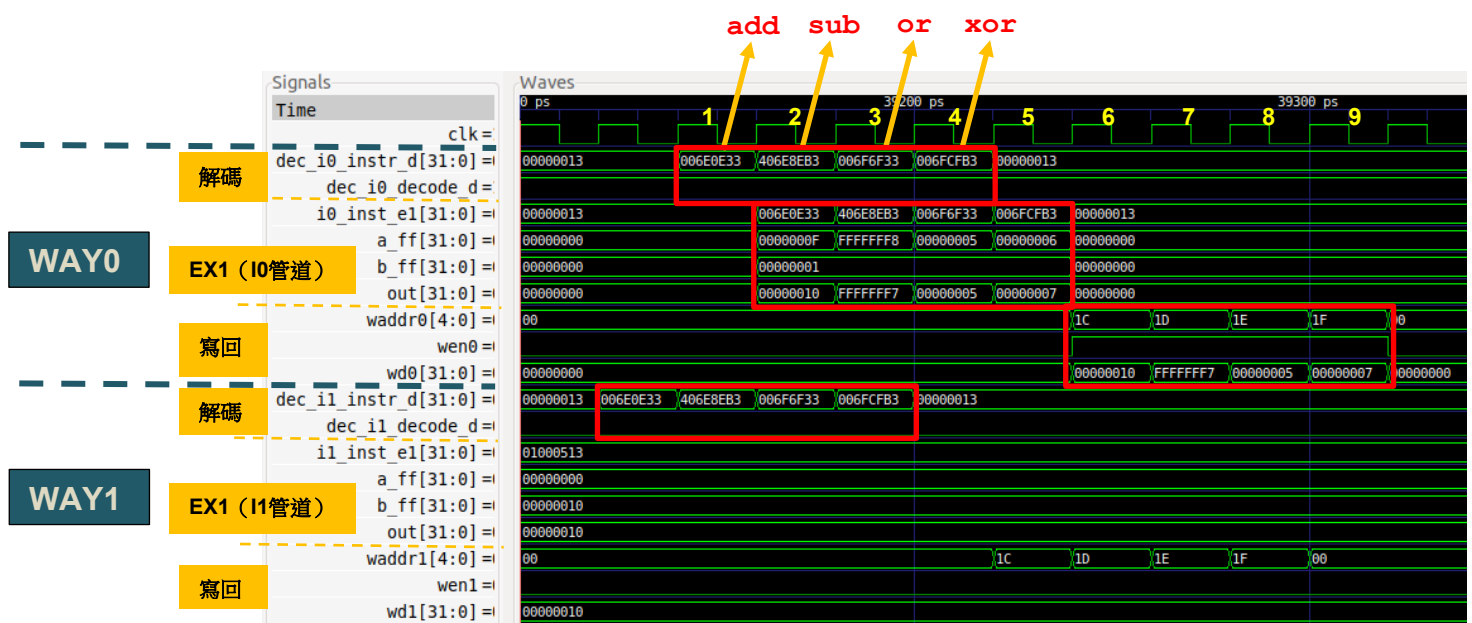 add sub or xor
Signals
Waves
Time
0 ps 39200 ps 39300 ps
1 2 3 4 5 6 7 8 9
clk=
解碼
dec_i0_instr_d[31:0]= 00000013 006E0E33 406E8EB3 006F6F33 006FCFB3 00000013
dec_i0_decode_d=
WAY0
i0_inst_e1[31:0]= 00000013 006E0E33 406E8EB3 006F6F33 006FCFB3 00000013
EX1（I0管道）
a_ff[31:0]= 00000000 0000000F FFFFFFF8 00000005 00000006 00000000
b_ff[31:0]= 00000000 00000001 00000000
out[31:0]= 00000000 00000010 FFFFFFF7 00000005 00000007 00000000
寫回
waddr0[4:0]= 00 1C 1D 1E 1F 00
wen0=
wd0[31:0]= 00000000 00000010 FFFFFFF7 00000005 00000007 00000000
解碼
dec_i1_instr_d[31:0]= 00000013 006E0E33 406E8EB3 006F6F33 006FCFB3 00000013
dec_i1_decode_d=
WAY1
i1_inst_e1[31:0]= 01000513
EX1（I1管道）
a_ff[31:0]= 00000000
b_ff[31:0]= 00000010
out[31:0]= 00000010
寫回
waddr1[4:0]= 00 1C 1D 1E 1F 00
wen1=
wd1[31:0]= 00000010